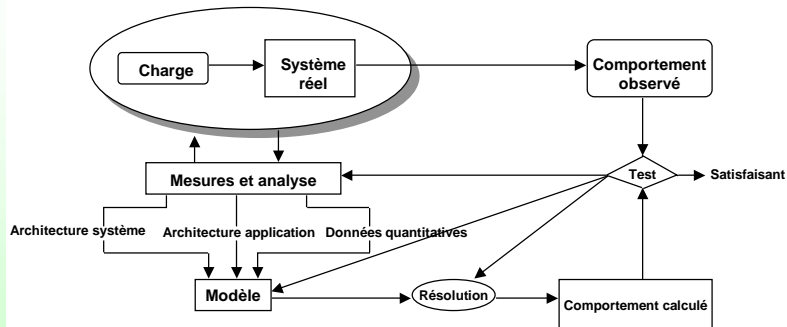 Charge
Système
réel
Comportement
observé
Mesures et analyse
Test
Satisfaisant
Architecture système
Architecture application
Données quantitatives
Modèle
Résolution
Comportement calculé